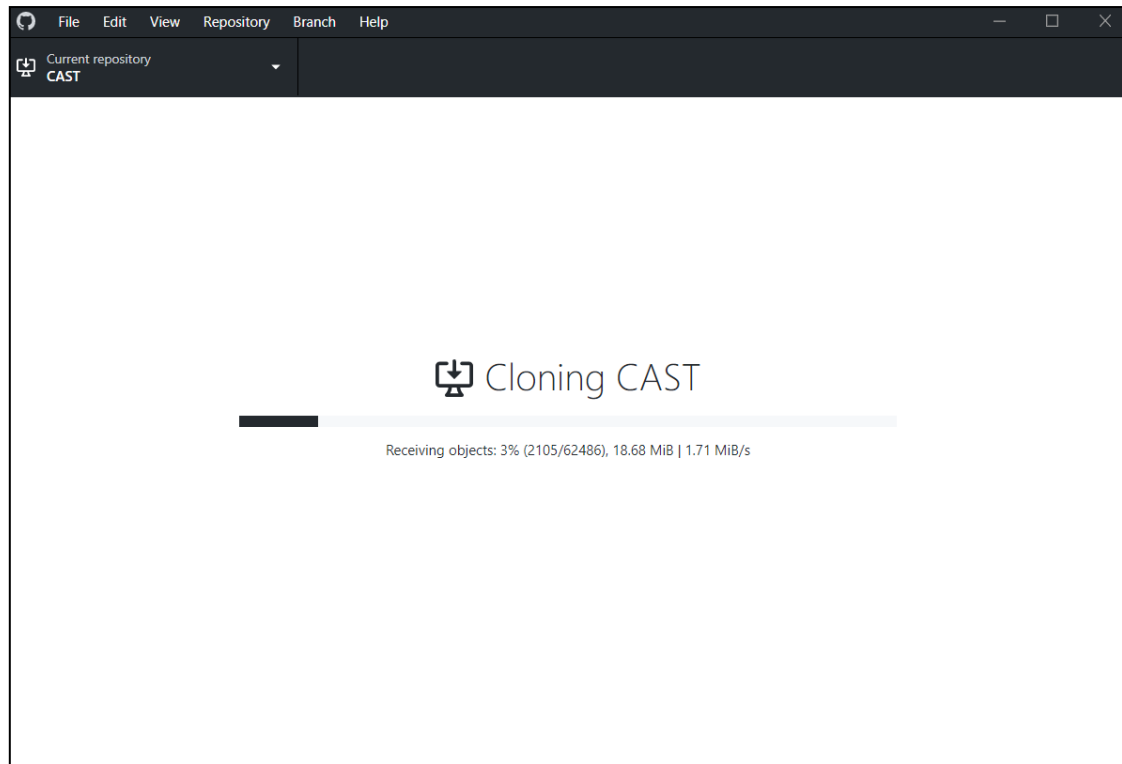 File Edit View Repository Branch Help
Current repository
CAST
Cloning CAST
Receiving objects: 3% (2105/62486), 18.68 MiB | 1.71 MiB/s